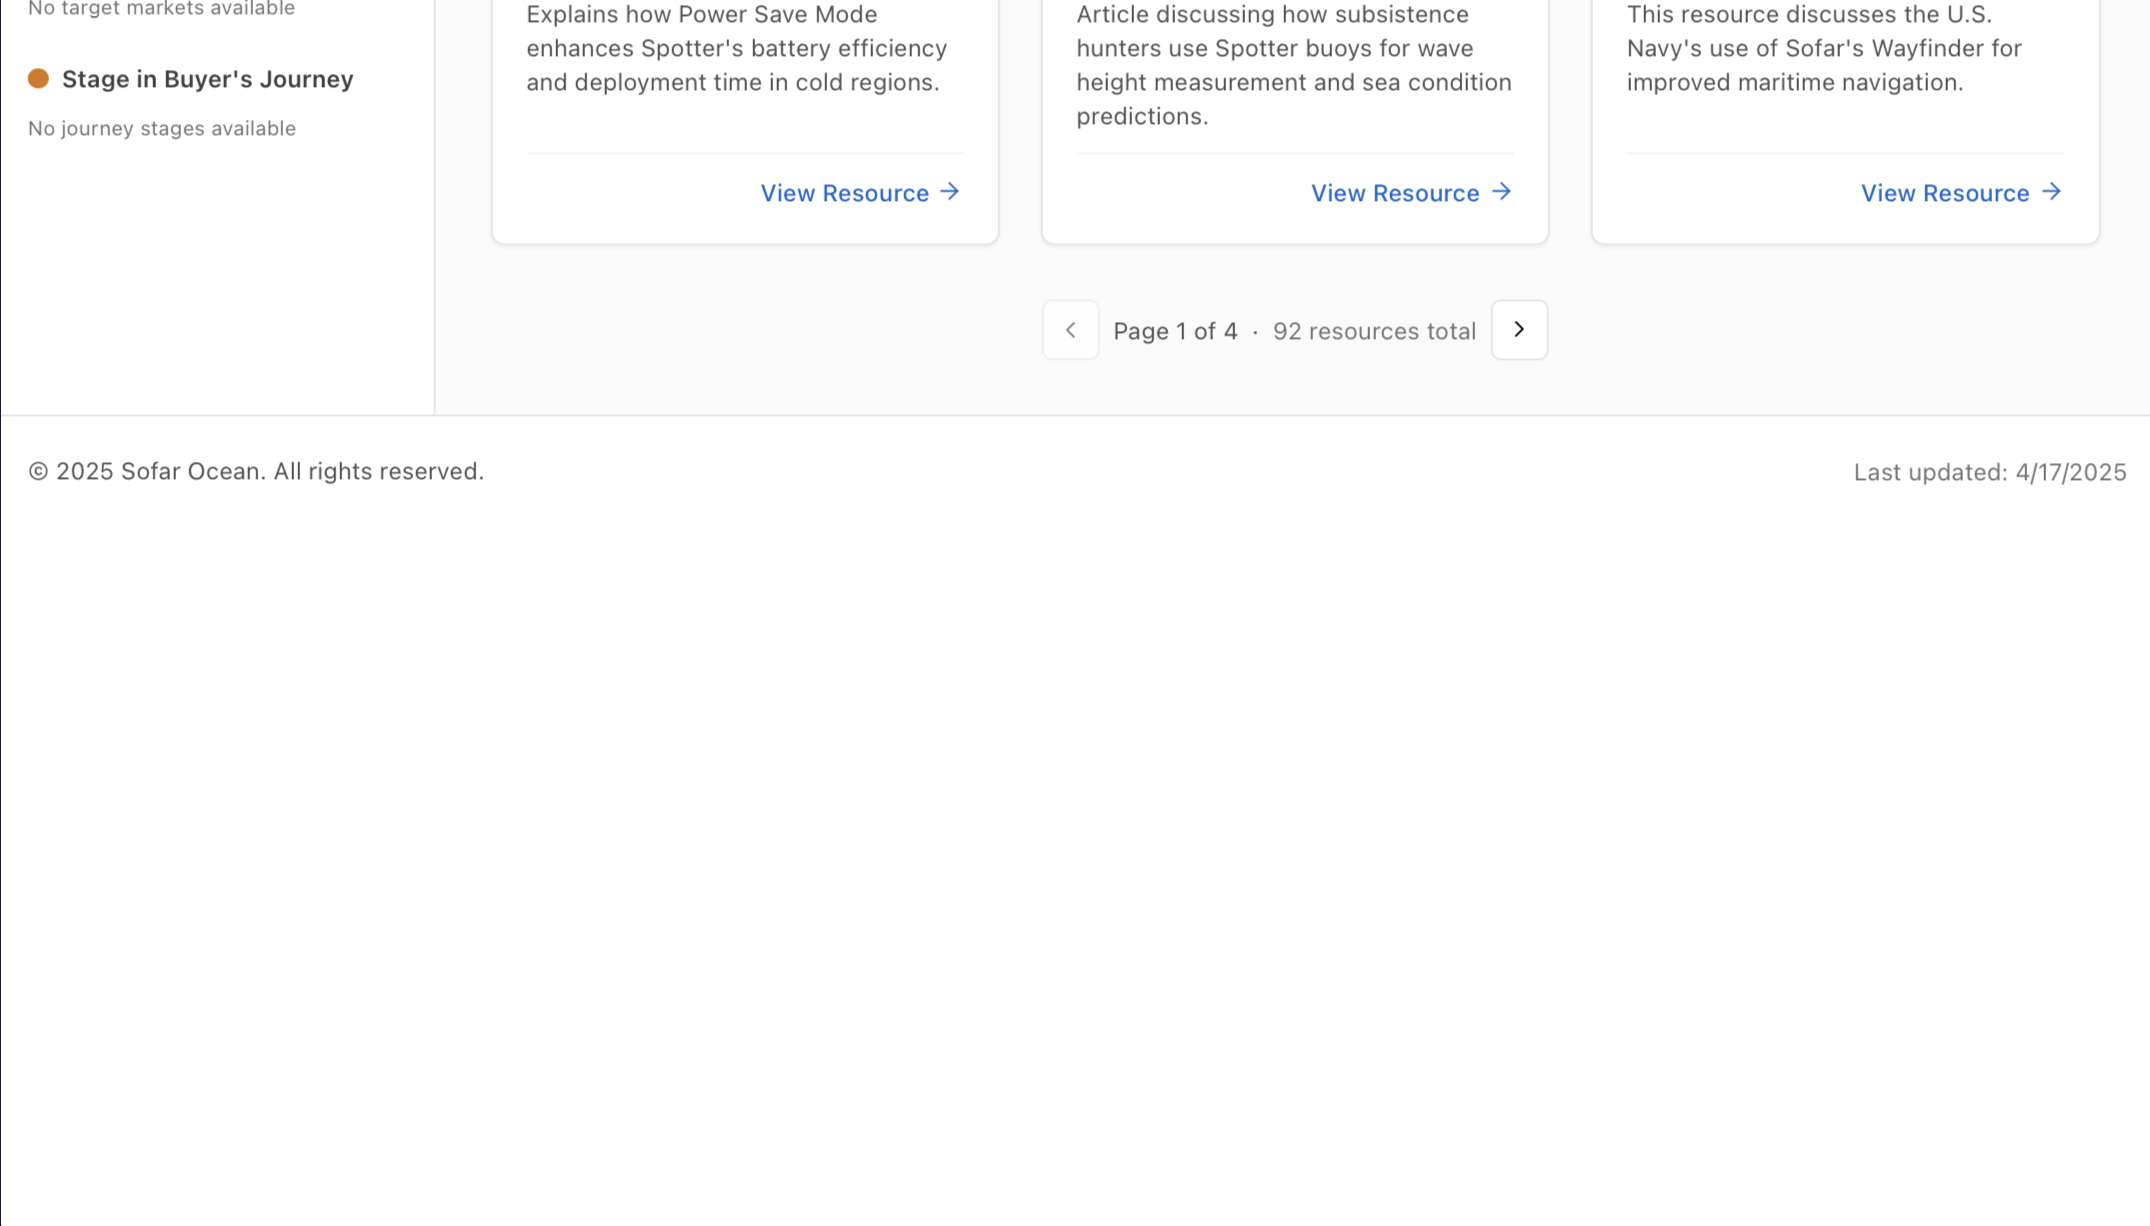 No target markets available
Stage in Buyer's Journey
No journey stages available
Explains how Power Save Mode
enhances Spotter's battery efficiency
and deployment time in cold regions.
View Resource →
Article discussing how subsistence
hunters use Spotter buoys for wave
height measurement and sea condition
predictions.
View Resource →
This resource discusses the U.S.
Navy's use of Sofar's Wayfinder for
improved maritime navigation.
View Resource →
Page 1 of 4 · 92 resources total
© 2025 Sofar Ocean. All rights reserved.
Last updated: 4/17/2025